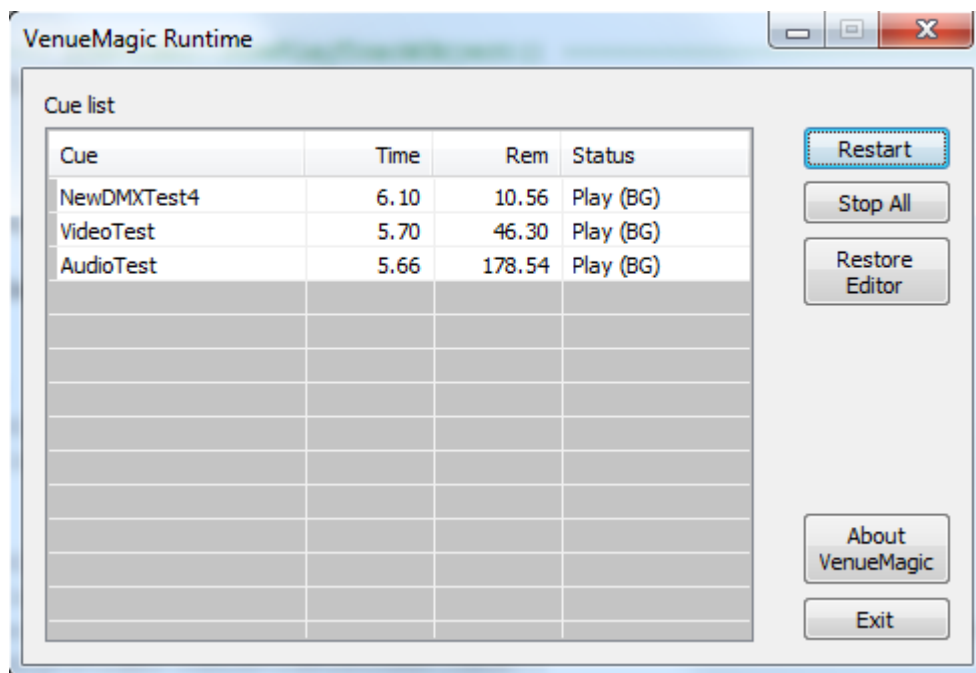 VenueMagic Runtime
Cue list
Cue Time Rem Status
NewDMXTest4 6.10 10.56 Play (BG)
VideoTest 5.70 46.30 Play (BG)
AudioTest 5.66 178.54 Play (BG)
Restart
Stop All
Restore
Editor
About
VenueMagic
Exit